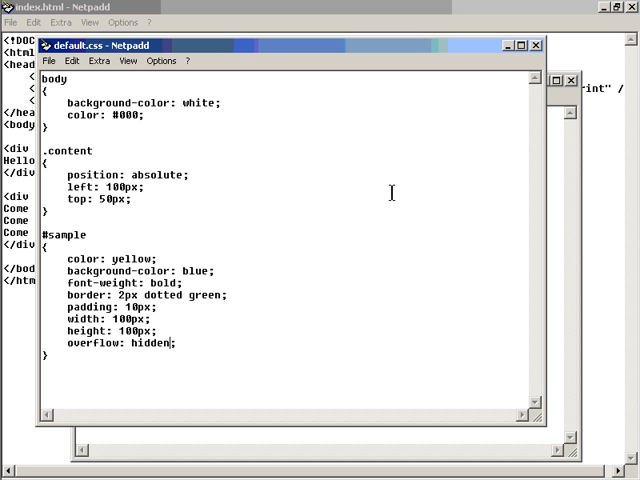 index.html - Netpadd
File Edit Extra View Options ?
<!DOC
<html
<head
<
<
< rint" /
</hea
<body
<div
Hello
</div
<div
Come
Come
Come
</div
</bod
</htm
default.css - Netpadd
File Edit Extra View Options ?
body
{
background-color: white;
color: #000;
}
.content
{
position: absolute;
left: 100px;
top: 50px;
}
#sample
{
color: yellow;
background-color: blue;
font-weight: bold;
border: 2px dotted green;
padding: 10px;
width: 100px;
height: 100px;
overflow: hidden;
}